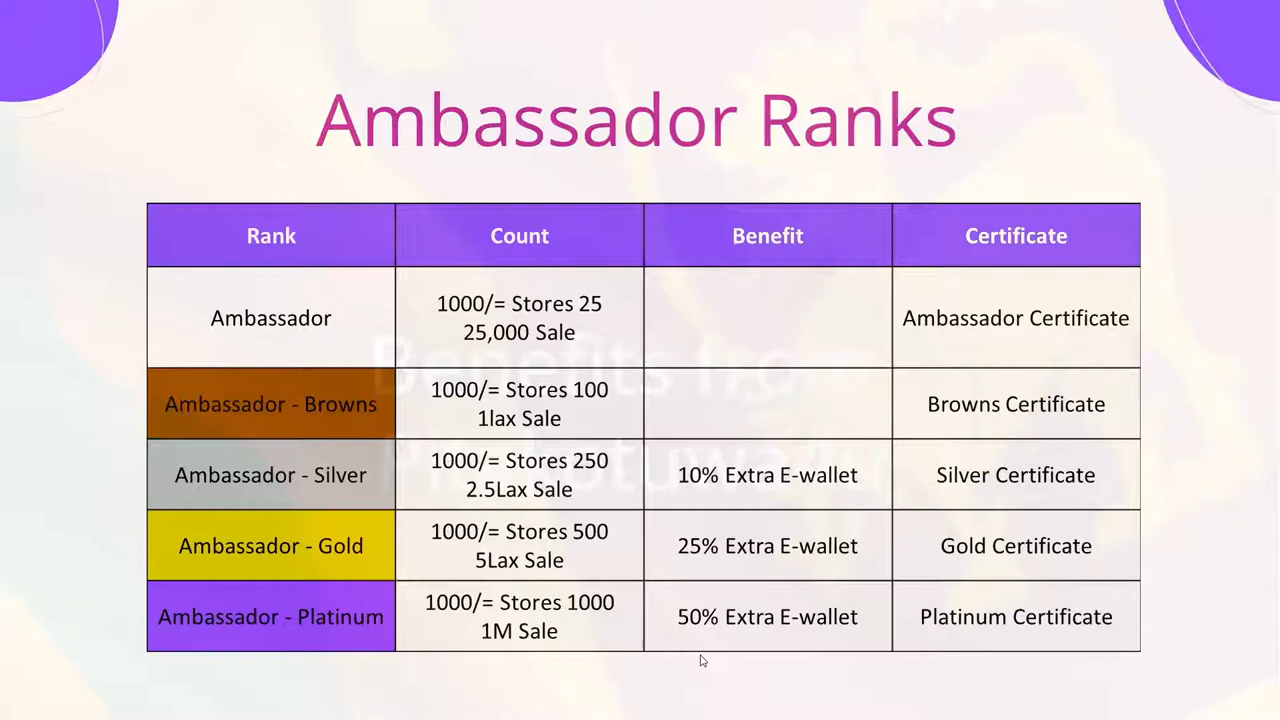 Ambassador Ranks
Rank Count Benefit Certificate
Ambassador 1000/= Stores 25 Ambassador Certificate
25,000 Sale
Ambassador - Browns 1000/= Stores 100 Browns Certificate
1lax Sale
Ambassador - Silver 1000/= Stores 250 10% Extra E-wallet Silver Certificate
2.5Lax Sale
Ambassador - Gold 1000/= Stores 500 25% Extra E-wallet Gold Certificate
5Lax Sale
Ambassador - Platinum 1000/= Stores 1000 50% Extra E-wallet Platinum Certificate
1M Sale
Benefits from